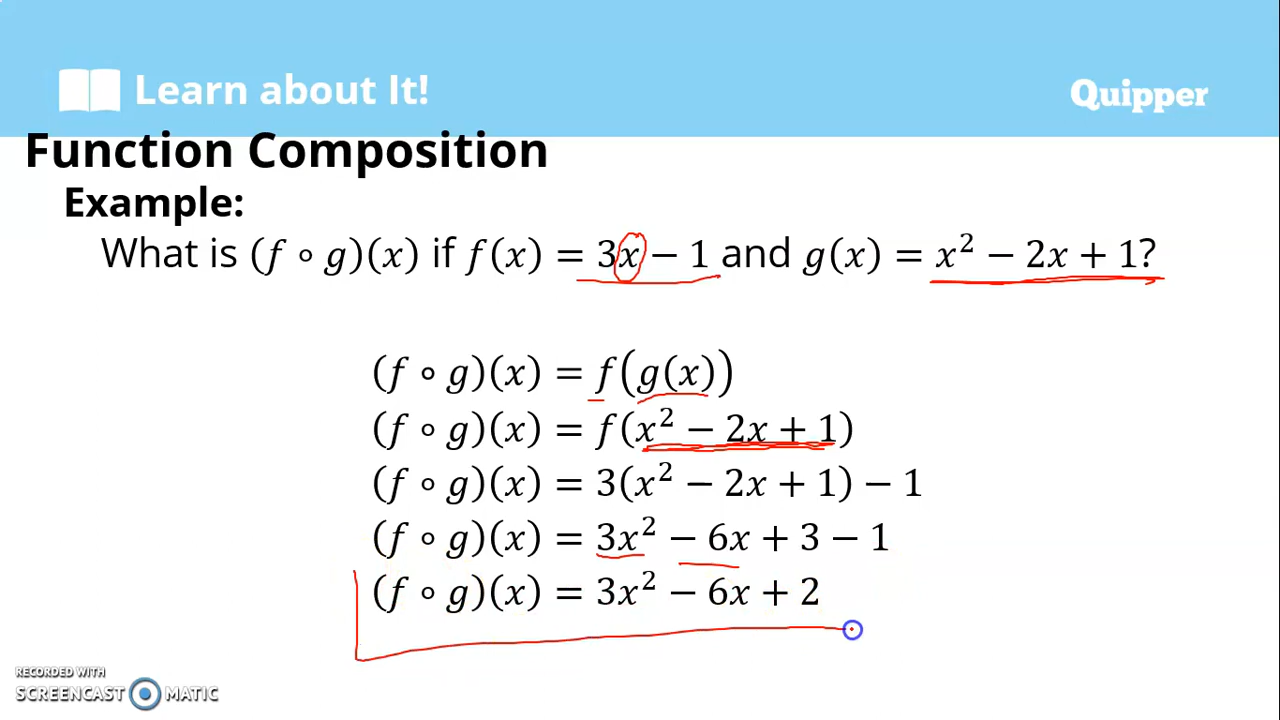 Learn about It!
Quipper
Function Composition
Example:
What is (f ∘ g)(x) if f(x) = 3x − 1 and g(x) = x² − 2x + 1?
(f ∘ g)(x) = f(g(x))
(f ∘ g)(x) = f(x² − 2x + 1)
(f ∘ g)(x) = 3(x² − 2x + 1) − 1
(f ∘ g)(x) = 3x² − 6x + 3 − 1
(f ∘ g)(x) = 3x² − 6x + 2
RECORDED WITH
SCREENCAST MATIC